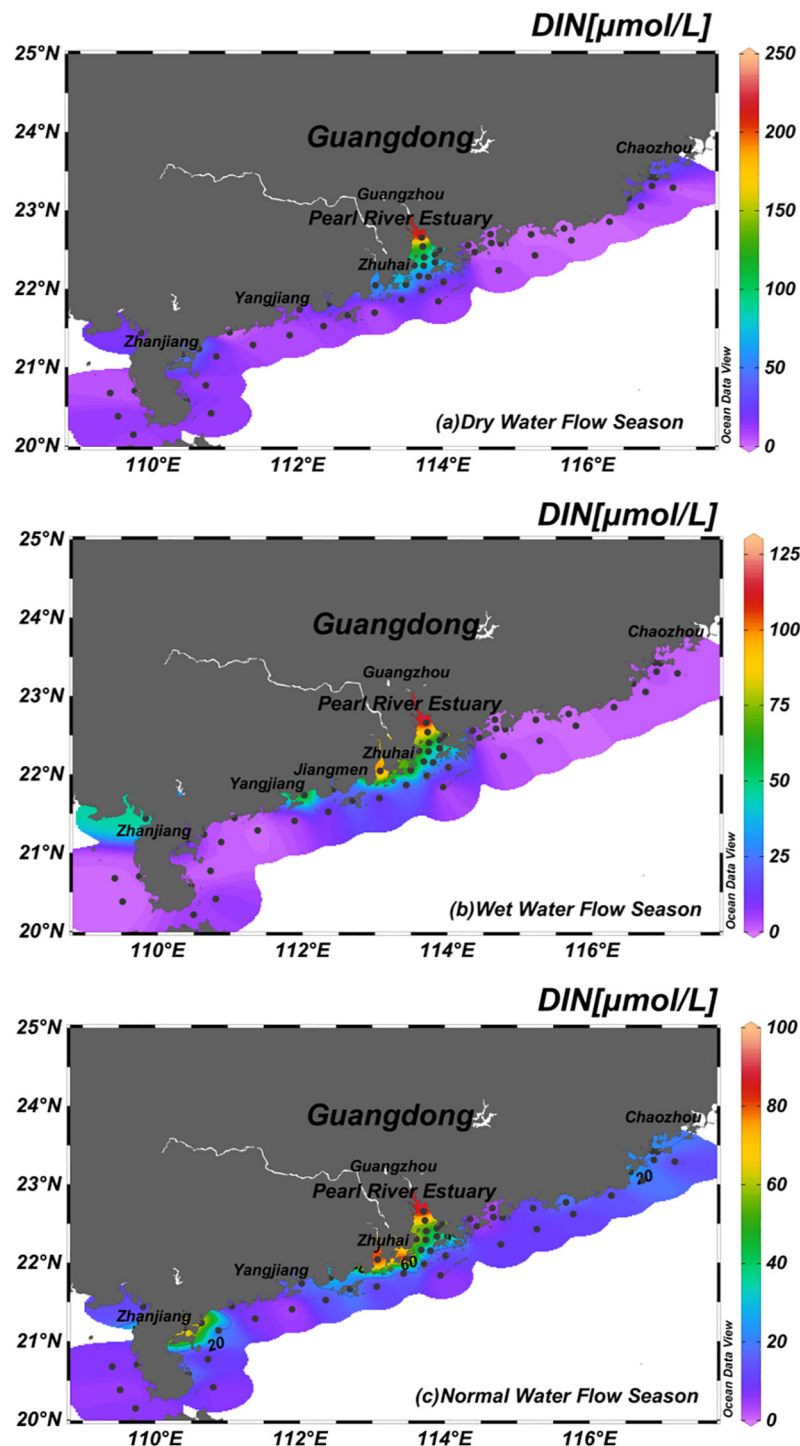 DIN[μmol/L]
25°N
250
24°N
Guangdong
Chaozhou
200
Guangzhou
23°N
Pearl River Estuary
150
Zhuhai
22°N
Yangjiang
100
Zhanjiang
21°N
50
(a)Dry Water Flow Season
Ocean Data View
20°N
0
110°E 112°E 114°E 116°E
DIN[μmol/L]
25°N
125
24°N
Guangdong
Chaozhou
100
Guangzhou
23°N
Pearl River Estuary
75
Zhuhai
Jiangmen
22°N
Yangjiang
50
Zhanjiang
21°N
25
(b)Wet Water Flow Season
Ocean Data View
20°N
0
110°E 112°E 114°E 116°E
DIN[μmol/L]
25°N
100
24°N
Guangdong
Chaozhou
80
Guangzhou
20
23°N
Pearl River Estuary
60
Zhuhai
60
22°N
Yangjiang
40
Zhanjiang
20
21°N
20
(c)Normal Water Flow Season
Ocean Data View
20°N
0
110°E 112°E 114°E 116°E